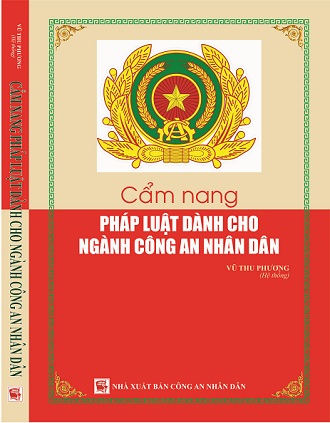 VŨ THU PHƯƠNG
(Hệ thống)
CẨM NANG PHÁP LUẬT DÀNH CHO NGÀNH CÔNG AN NHÂN DÂN
Cẩm nang
PHÁP LUẬT DÀNH CHO
NGÀNH CÔNG AN NHÂN DÂN
VŨ THU PHƯƠNG
(Hệ thống)
NHÀ XUẤT BẢN CÔNG AN NHÂN DÂN